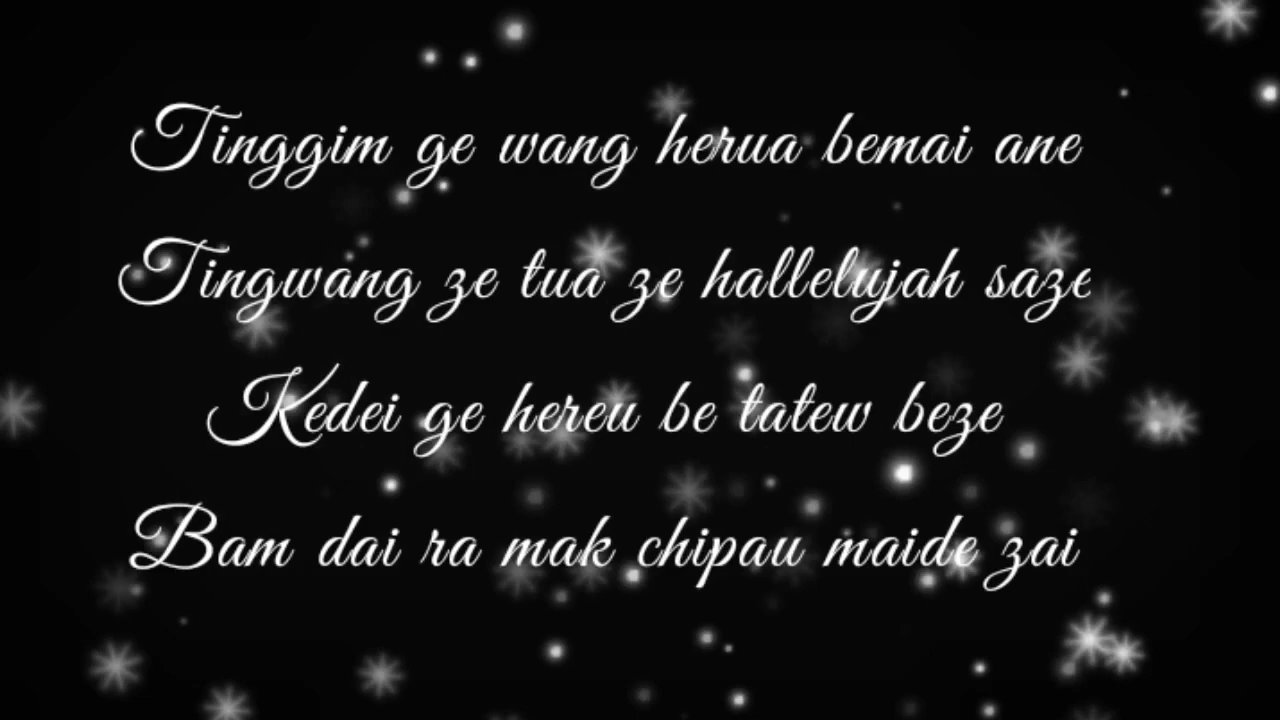 Tinggim ge wang herua bemai ane
Tingwang ze tua ze hallelujah saze
Kedei ge hereu be tatew beze
Bam dai ra mak chipau maide zai